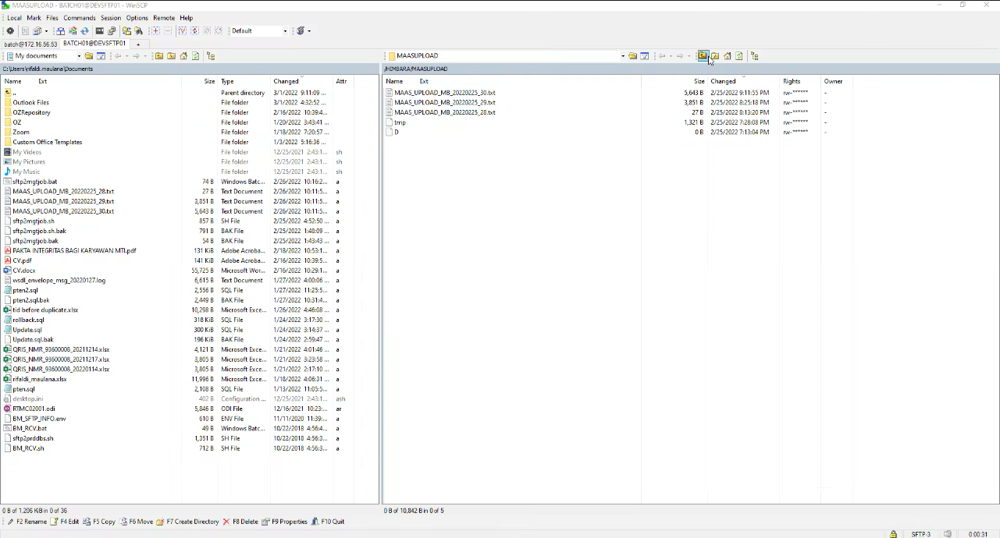 MAASUPLOAD - BATCH01@DEVSFTP01 - WinSCP
Local Mark Files Commands Session Options Remote Help
Default
batch@172.16.56.53 BATCH01@DEVSFTP01 +
My documents
MAASUPLOAD
C:\Users\rifaldi.maulana\Documents
/HIMBARA/MAASUPLOAD
Name Ext Size Type Changed Attr
.. Parent directory 3/1/2022 9:11:09 ...
Outlook Files File folder 3/1/2022 4:32:52 ...
OZRepository File folder 2/16/2022 10:39:4...
OZ File folder 1/20/2022 3:43:41 ...
Zoom File folder 1/18/2022 7:20:57 ...
Custom Office Templates File folder 1/3/2022 5:16:36 ...
My Videos File folder 12/25/2021 2:43:1... sh
My Pictures File folder 12/25/2021 2:43:1... sh
My Music File folder 12/25/2021 2:43:1... sh
sftp2mgtjob.bat 74 B Windows Batc... 2/26/2022 10:16:2... a
MAAS_UPLOAD_MB_20220225_28.txt 27 B Text Document 2/26/2022 10:11:5... a
MAAS_UPLOAD_MB_20220225_29.txt 3,851 B Text Document 2/26/2022 10:11:5... a
MAAS_UPLOAD_MB_20220225_30.txt 5,643 B Text Document 2/26/2022 10:11:5... a
sftp2mgtjob.sh 857 B SH File 2/25/2022 4:52:50 ... a
sftp2mgtjob.sh.bak 791 B BAK File 2/25/2022 1:48:09 ... a
sftp2mgtjob.bak 54 B BAK File 2/25/2022 1:43:43 ... a
PAKTA INTEGRITAS BAGI KARYAWAN MTI.pdf 131 KiB Adobe Acroba... 2/18/2022 10:53:1... a
CV.pdf 141 KiB Adobe Acroba... 2/16/2022 10:39:5... a
CV.docx 55,725 B Microsoft Wor... 2/16/2022 10:29:1... a
wsdl_envelope_msg_20220127.log 6,615 B Text Document 1/27/2022 4:00:06 ... a
pten2.sql 2,556 B SQL File 1/27/2022 11:25:5... a
pten2.sql.bak 2,449 B BAK File 1/27/2022 10:31:4... a
tid before duplicate.xlsx 10,298 B Microsoft Exce... 1/26/2022 4:46:08 ... a
rollback.sql 318 KiB SQL File 1/24/2022 3:17:30 ... a
Update.sql 300 KiB SQL File 1/24/2022 3:14:37 ... a
Update.sql.bak 196 KiB BAK File 1/24/2022 2:59:47 ... a
QRIS_NMR_93600008_20211214.xlsx 4,121 B Microsoft Exce... 1/21/2022 4:01:46 ... a
QRIS_NMR_93600008_20211217.xlsx 3,805 B Microsoft Exce... 1/21/2022 3:23:58 ... a
QRIS_NMR_93600008_20220114.xlsx 3,805 B Microsoft Exce... 1/21/2022 2:17:10 ... a
rifaldi_maulana.xlsx 11,996 B Microsoft Exce... 1/18/2022 4:06:31 ... a
pten.sql 2,108 B SQL File 1/13/2022 11:05:5... a
desktop.ini 402 B Configuration ... 12/25/2021 2:43:1... ash
RTMC02001.odi 5,846 B ODI File 12/16/2021 10:23:... ar
BM_SFTP_INFO.env 610 B ENV File 11/11/2020 11:39:... a
BM_RCV.bat 49 B Windows Batc... 10/22/2018 4:56:4... a
sftp2prddbs.sh 1,351 B SH File 10/22/2018 4:56:3... a
BM_RCV.sh 712 B SH File 10/22/2018 4:56:3... a
Name Ext Size Changed Rights Owner
MAAS_UPLOAD_MB_20220225_30.txt 5,643 B 2/25/2022 9:11:55 PM rw-****** -
MAAS_UPLOAD_MB_20220225_29.txt 3,851 B 2/25/2022 8:25:18 PM rw-****** -
MAAS_UPLOAD_MB_20220225_28.txt 27 B 2/25/2022 8:13:20 PM rw-****** -
tmp 1,321 B 2/25/2022 7:28:08 PM rw-****** -
D 0 B 2/25/2022 7:13:04 PM rw-****** -
0 B of 1,206 KiB in 0 of 36
0 B of 10,842 B in 0 of 5
F2 Rename F4 Edit F5 Copy F6 Move F7 Create Directory F8 Delete F9 Properties F10 Quit
SFTP-3 0:00:31